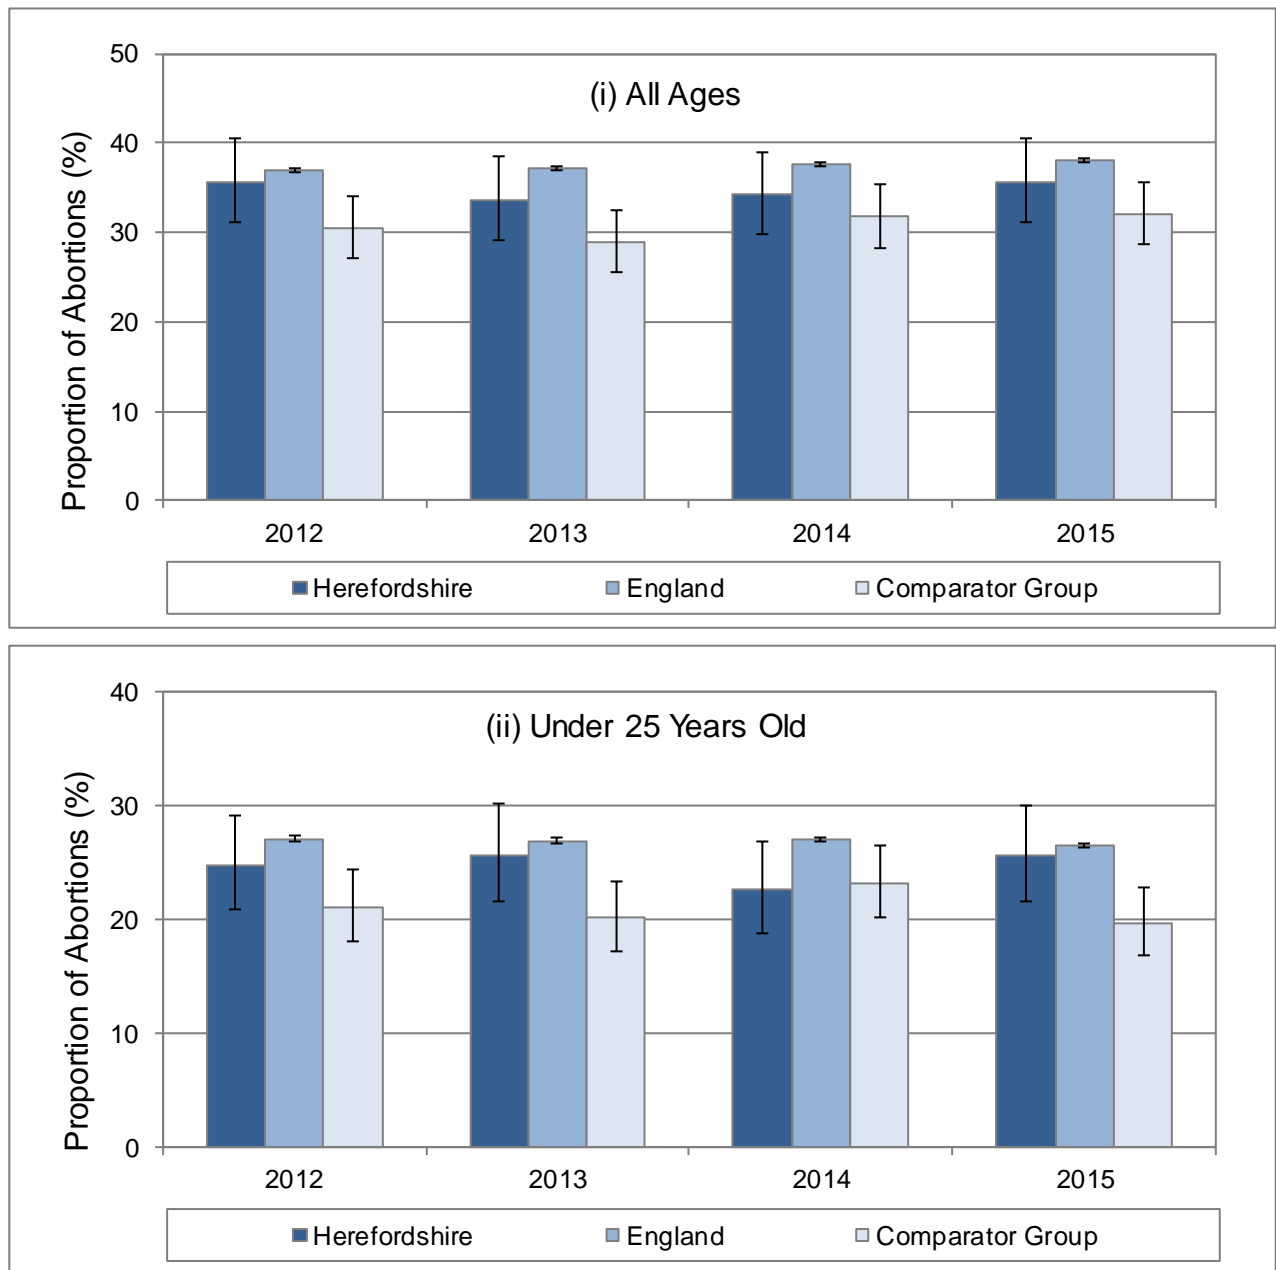 (i) All Ages
Proportion of Abortions (%)
50
40
30
20
10
0
2012 2013 2014 2015
Herefordshire England Comparator Group
(ii) Under 25 Years Old
Proportion of Abortions (%)
40
30
20
10
0
2012 2013 2014 2015
Herefordshire England Comparator Group